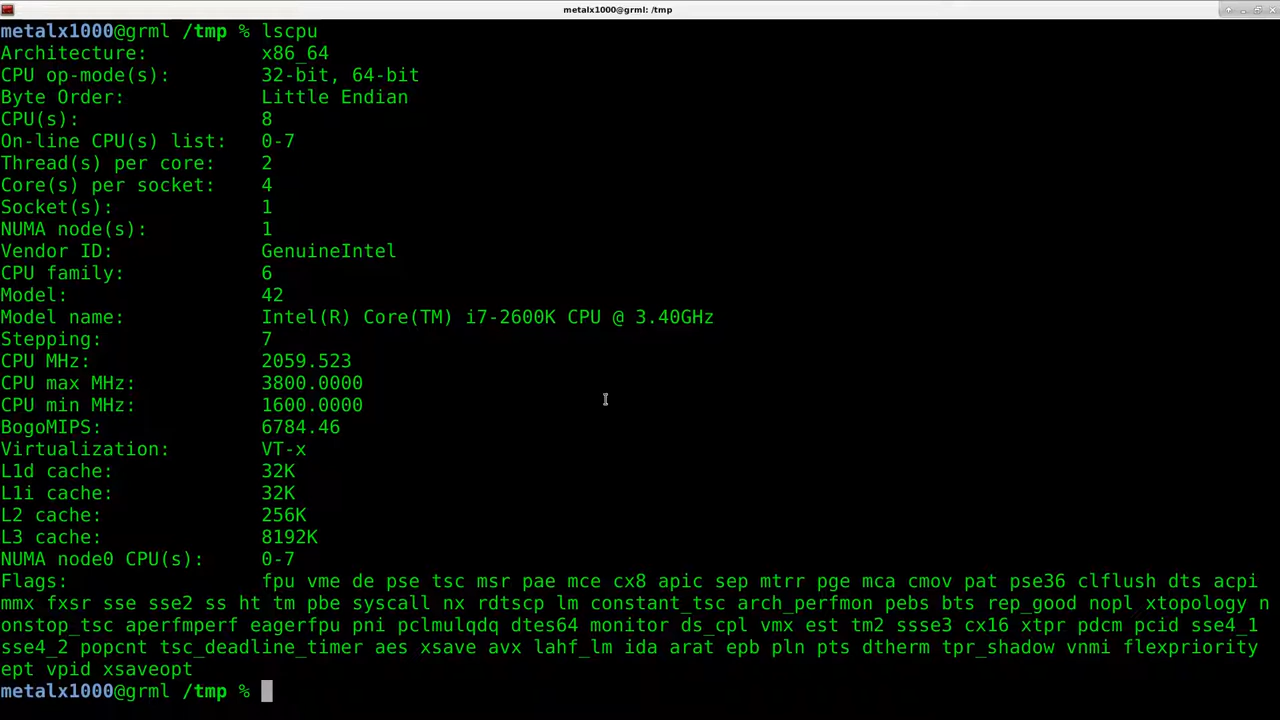 metalx1000@grml: /tmp
metalx1000@grml /tmp % lscpu
Architecture:          x86_64
CPU op-mode(s):        32-bit, 64-bit
Byte Order:            Little Endian
CPU(s):                8
On-line CPU(s) list:   0-7
Thread(s) per core:    2
Core(s) per socket:    4
Socket(s):             1
NUMA node(s):          1
Vendor ID:             GenuineIntel
CPU family:            6
Model:                 42
Model name:            Intel(R) Core(TM) i7-2600K CPU @ 3.40GHz
Stepping:              7
CPU MHz:               2059.523
CPU max MHz:           3800.0000
CPU min MHz:           1600.0000
BogoMIPS:              6784.46
Virtualization:        VT-x
L1d cache:             32K
L1i cache:             32K
L2 cache:              256K
L3 cache:              8192K
NUMA node0 CPU(s):     0-7
Flags:                 fpu vme de pse tsc msr pae mce cx8 apic sep mtrr pge mca cmov pat pse36 clflush dts acpi
mmx fxsr sse sse2 ss ht tm pbe syscall nx rdtscp lm constant_tsc arch_perfmon pebs bts rep_good nopl xtopology n
onstop_tsc aperfmperf eagerfpu pni pclmulqdq dtes64 monitor ds_cpl vmx est tm2 ssse3 cx16 xtpr pdcm pcid sse4_1
sse4_2 popcnt tsc_deadline_timer aes xsave avx lahf_lm ida arat epb pln pts dtherm tpr_shadow vnmi flexpriority
ept vpid xsaveopt
metalx1000@grml /tmp %